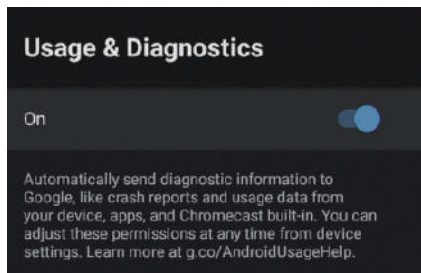 Usage & Diagnostics
On
Automatically send diagnostic information to
Google, like crash reports and usage data from
your device, apps, and Chromecast built-in. You can
adjust these permissions at any time from device
settings. Learn more at g.co/AndroidUsageHelp.